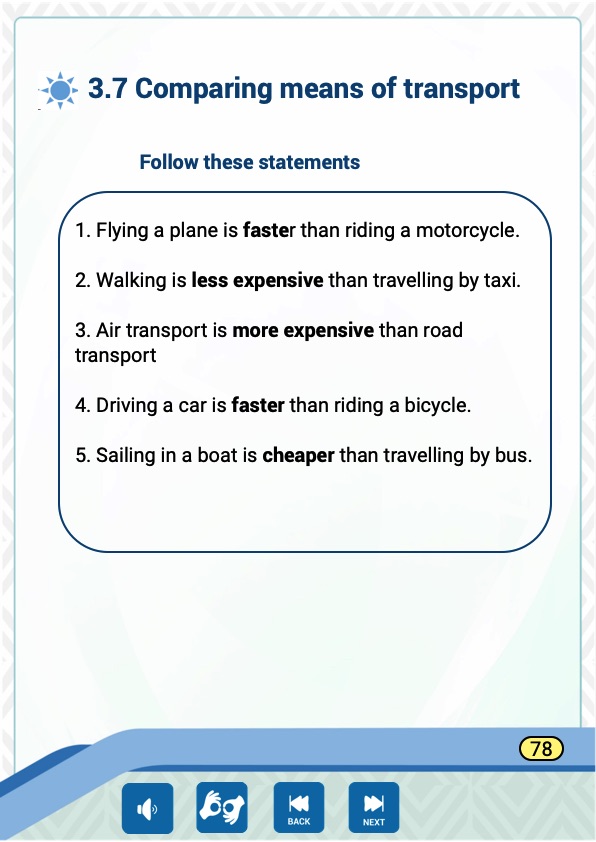 3.7 Comparing means of transport
Follow these statements
1. Flying a plane is faster than riding a motorcycle.
2. Walking is less expensive than travelling by taxi.
3. Air transport is more expensive than road
transport
4. Driving a car is faster than riding a bicycle.
5. Sailing in a boat is cheaper than travelling by bus.
78
BACK
NEXT